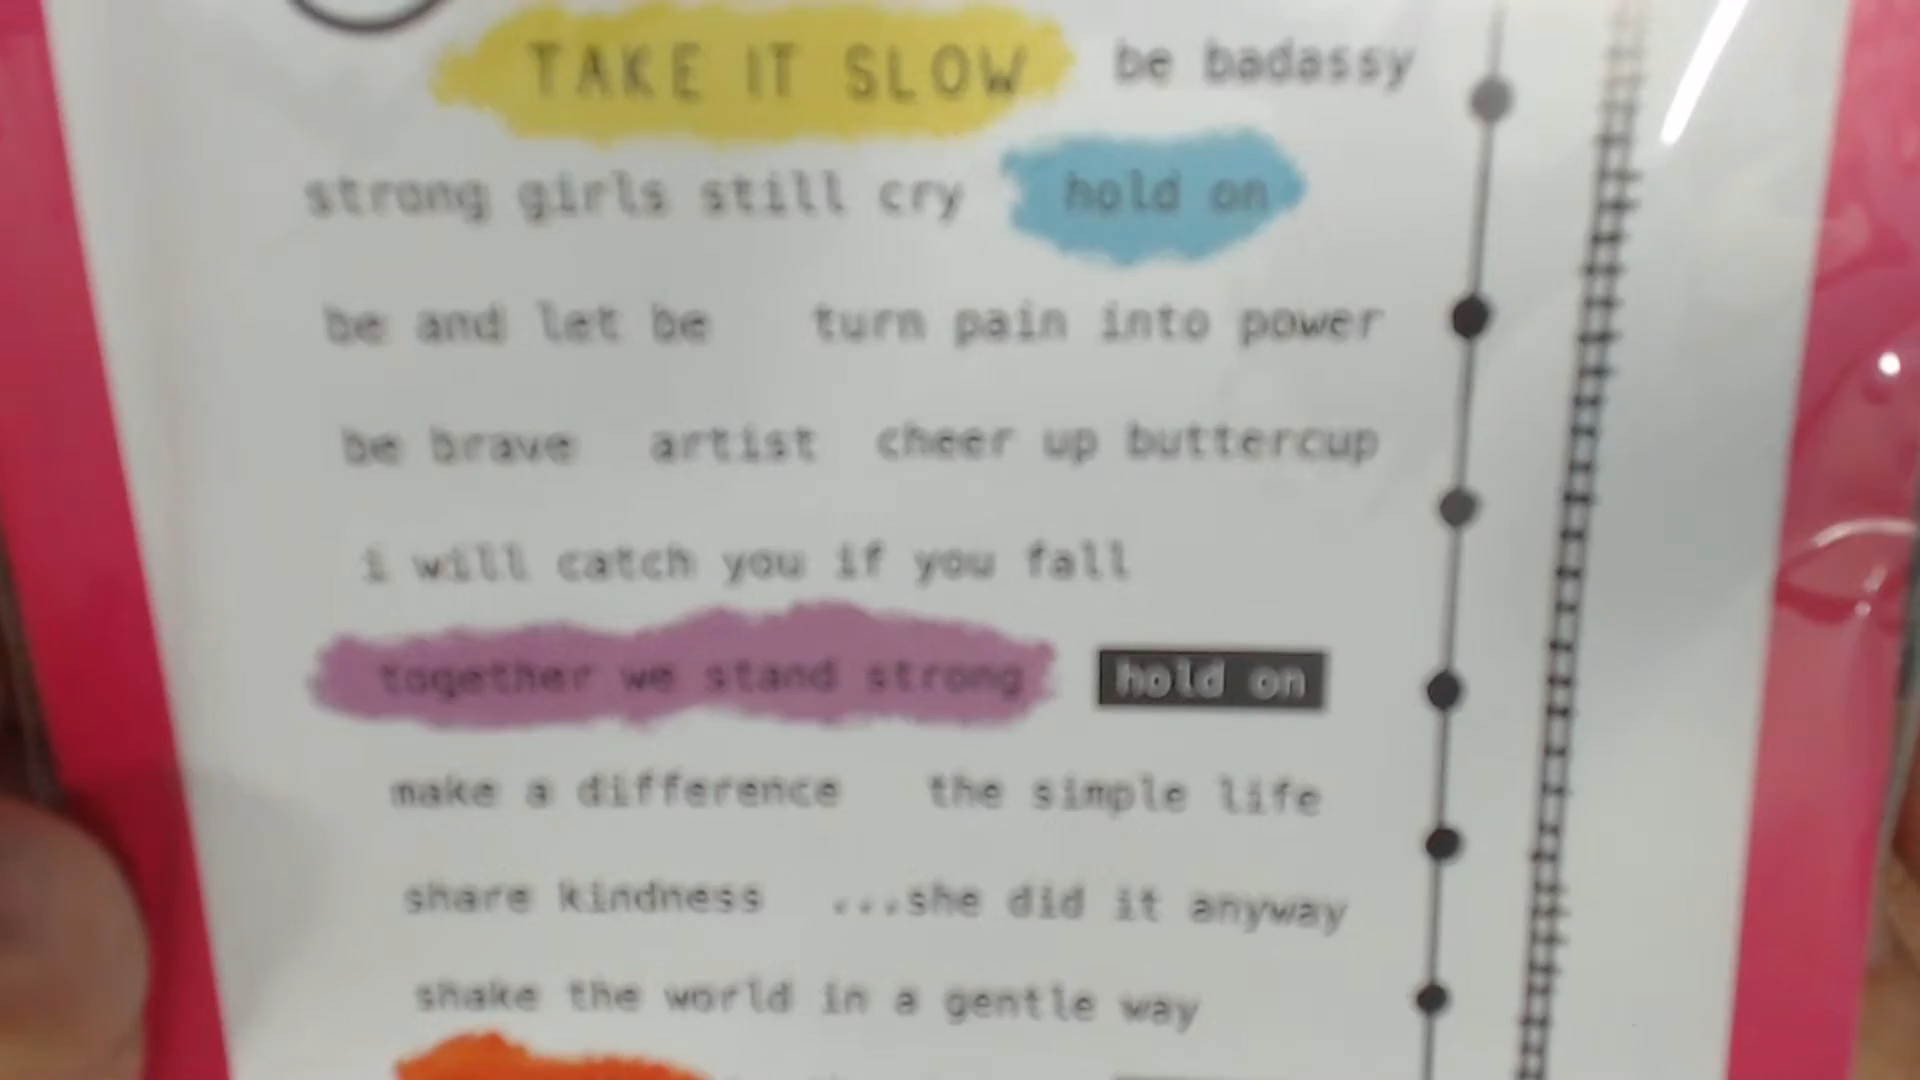 TAKE IT SLOW be badassy
strong girls still cry hold on
be and let be turn pain into power
be brave artist cheer up buttercup
i will catch you if you fall
together we stand strong hold on
make a difference the simple life
share kindness ...she did it anyway
shake the world in a gentle way